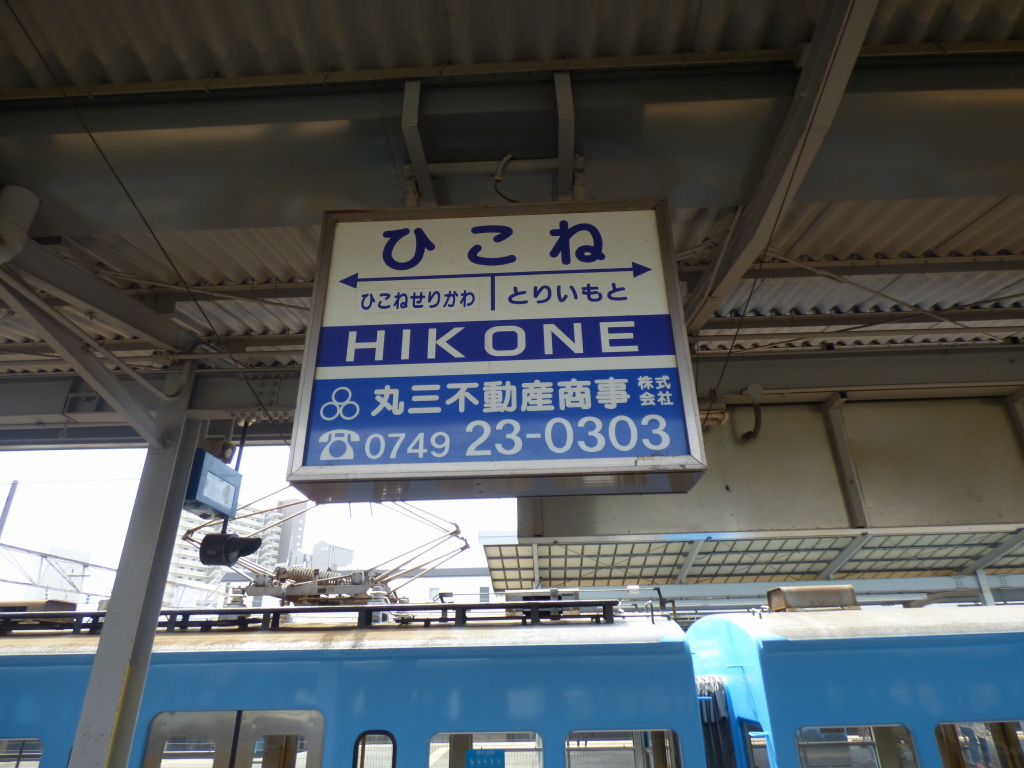 ひこね
ひこねせりかわ とりいもと
HIKONE
丸三不動産商事 株式会社
☎ 0749 23-0303